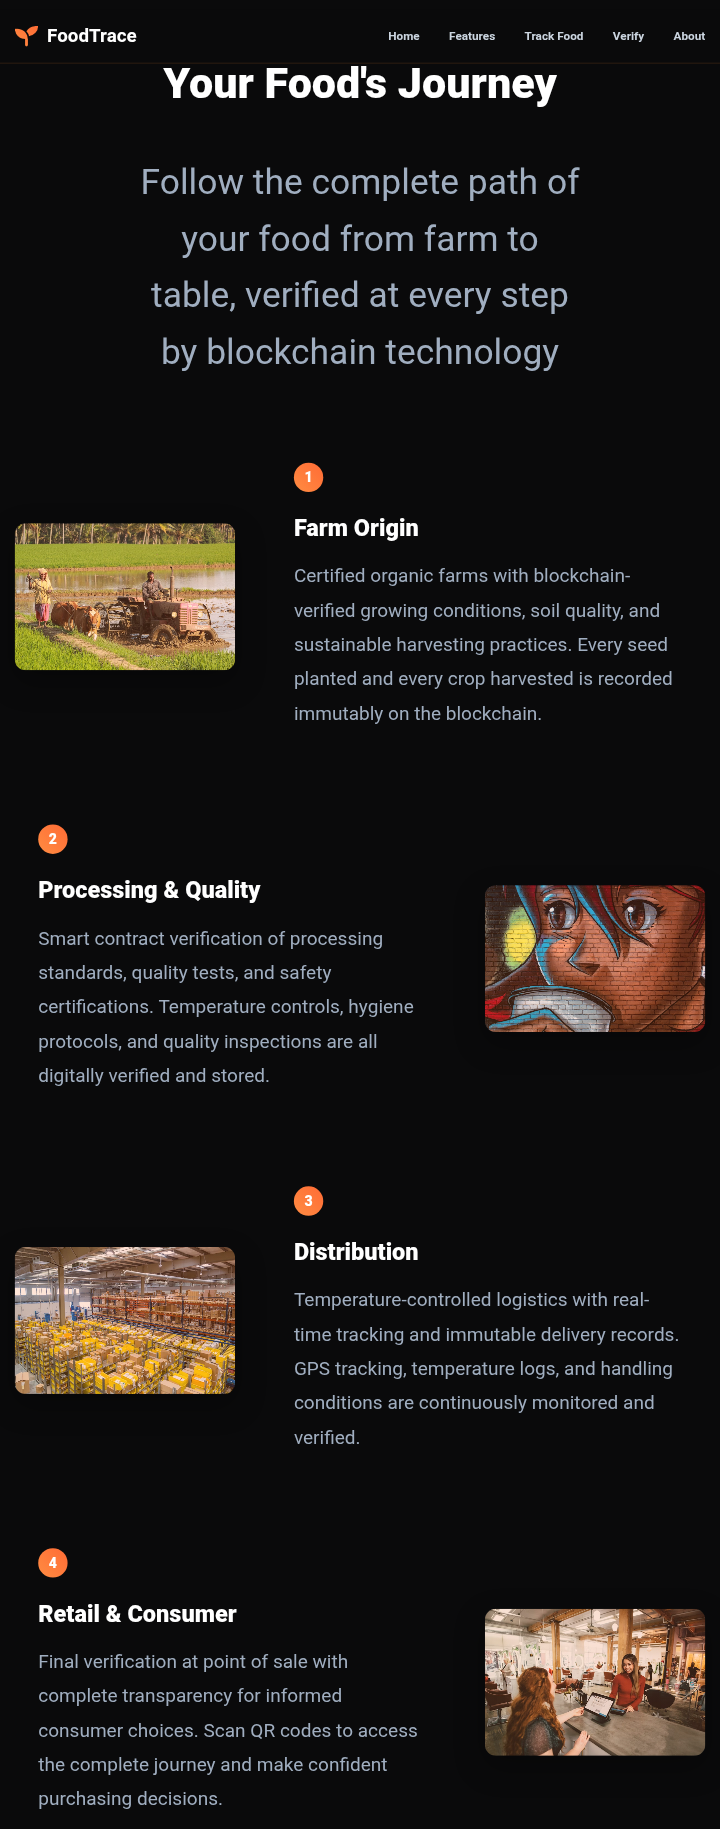 FoodTrace
Home Features Track Food Verify About
Your Food's Journey
Follow the complete path of
your food from farm to
table, verified at every step
by blockchain technology
1
Farm Origin
Certified organic farms with blockchain-
verified growing conditions, soil quality, and
sustainable harvesting practices. Every seed
planted and every crop harvested is recorded
immutably on the blockchain.
2
Processing & Quality
Smart contract verification of processing
standards, quality tests, and safety
certifications. Temperature controls, hygiene
protocols, and quality inspections are all
digitally verified and stored.
3
Distribution
Temperature-controlled logistics with real-
time tracking and immutable delivery records.
GPS tracking, temperature logs, and handling
conditions are continuously monitored and
verified.
4
Retail & Consumer
Final verification at point of sale with
complete transparency for informed
consumer choices. Scan QR codes to access
the complete journey and make confident
purchasing decisions.